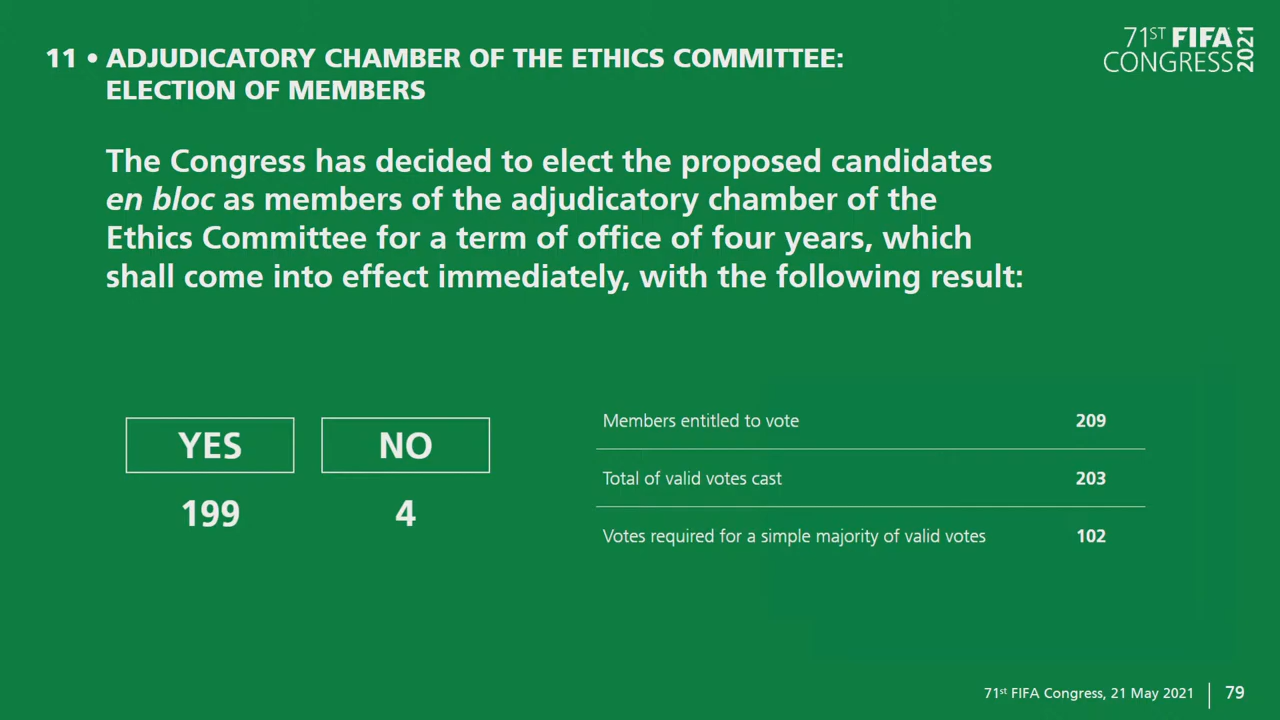 11 • ADJUDICATORY CHAMBER OF THE ETHICS COMMITTEE:
ELECTION OF MEMBERS
71ST FIFA
CONGRESS 2021
The Congress has decided to elect the proposed candidates
en bloc as members of the adjudicatory chamber of the
Ethics Committee for a term of office of four years, which
shall come into effect immediately, with the following result:
YES NO
199 4
Members entitled to vote 209
Total of valid votes cast 203
Votes required for a simple majority of valid votes 102
71st FIFA Congress, 21 May 2021 79